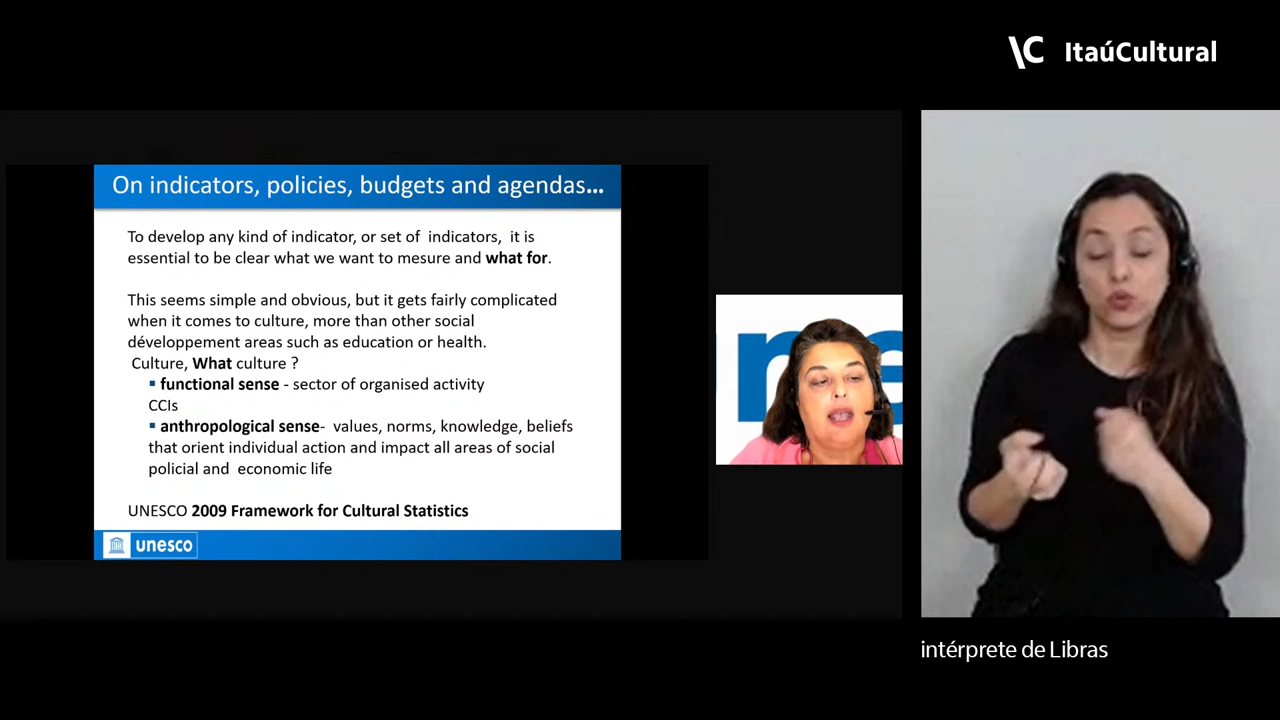 \C ItaúCultural
On indicators, policies, budgets and agendas...
To develop any kind of indicator, or set of indicators, it is
essential to be clear what we want to mesure and what for.
This seems simple and obvious, but it gets fairly complicated
when it comes to culture, more than other social
développement areas such as education or health.
Culture, What culture ?
▪ functional sense - sector of organised activity
CCIs
▪ anthropological sense- values, norms, knowledge, beliefs
that orient individual action and impact all areas of social
policial and economic life
UNESCO 2009 Framework for Cultural Statistics
unesco
intérprete de Libras